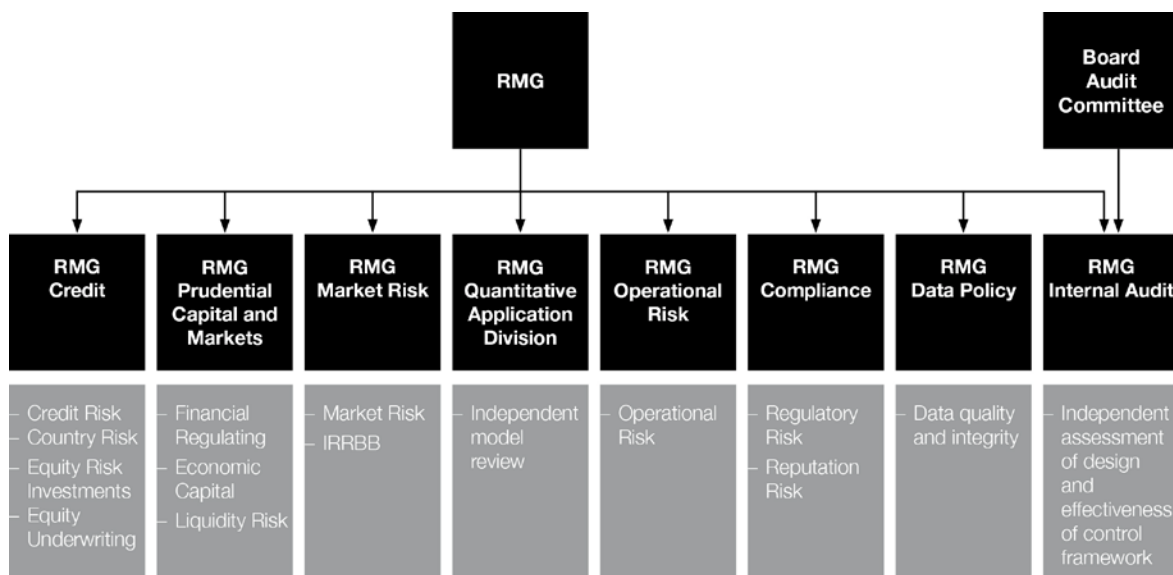 RMG
Board
Audit
Committee
RMG
Credit
RMG
Prudential
Capital and
Markets
RMG
Market Risk
RMG
Quantitative
Application
Division
RMG
Operational
Risk
RMG
Compliance
RMG
Data Policy
RMG
Internal Audit
– Credit Risk
– Country Risk
– Equity Risk
Investments
– Equity
Underwriting
– Financial
Regulating
– Economic
Capital
– Liquidity Risk
– Market Risk
– IRRBB
– Independent
model
review
– Operational
Risk
– Regulatory
Risk
– Reputation
Risk
– Data quality
and integrity
– Independent
assessment
of design
and
effectiveness
of control
framework